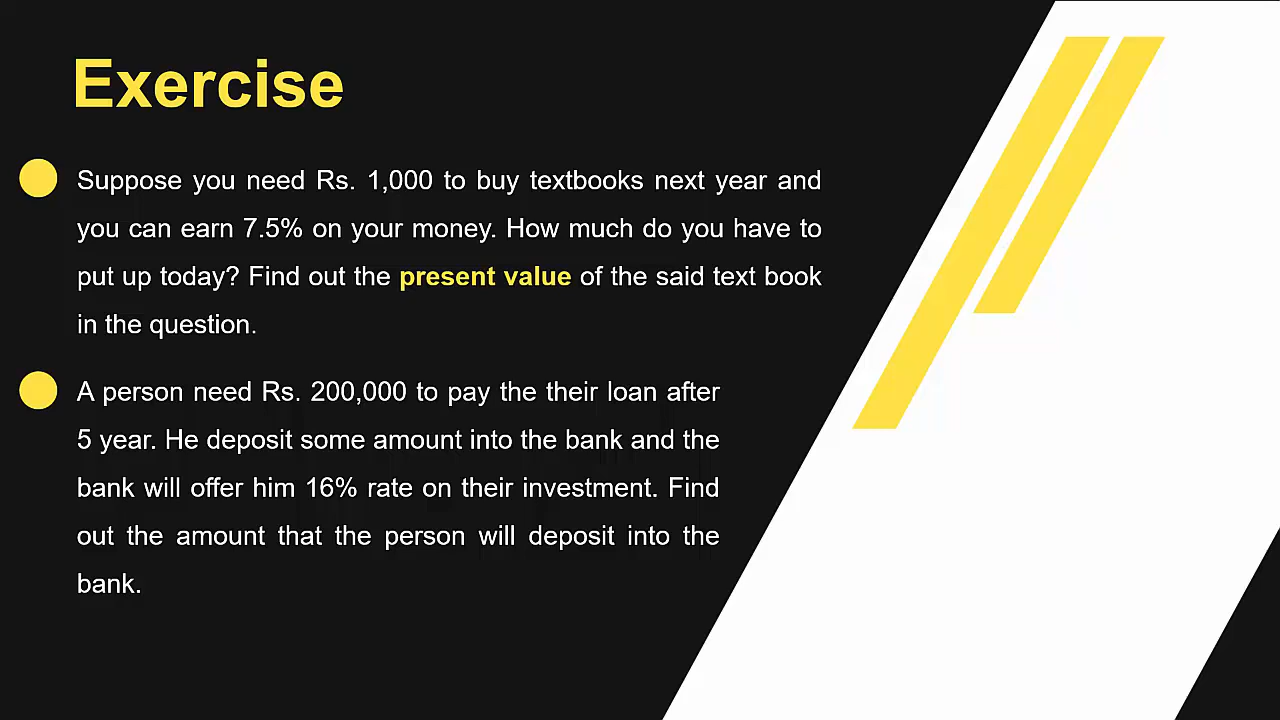 Exercise
Suppose you need Rs. 1,000 to buy textbooks next year and
you can earn 7.5% on your money. How much do you have to
put up today? Find out the present value of the said text book
in the question.
A person need Rs. 200,000 to pay the their loan after
5 year. He deposit some amount into the bank and the
bank will offer him 16% rate on their investment. Find
out the amount that the person will deposit into the
bank.